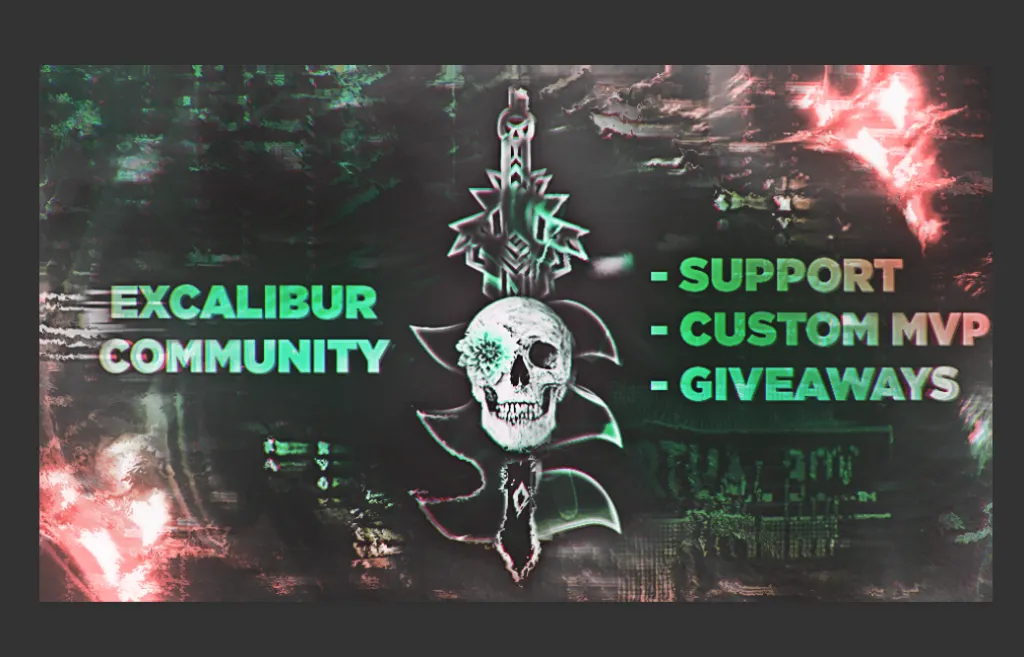 EXCALIBUR
COMMUNITY
- SUPPORT
- CUSTOM MVP
- GIVEAWAYS